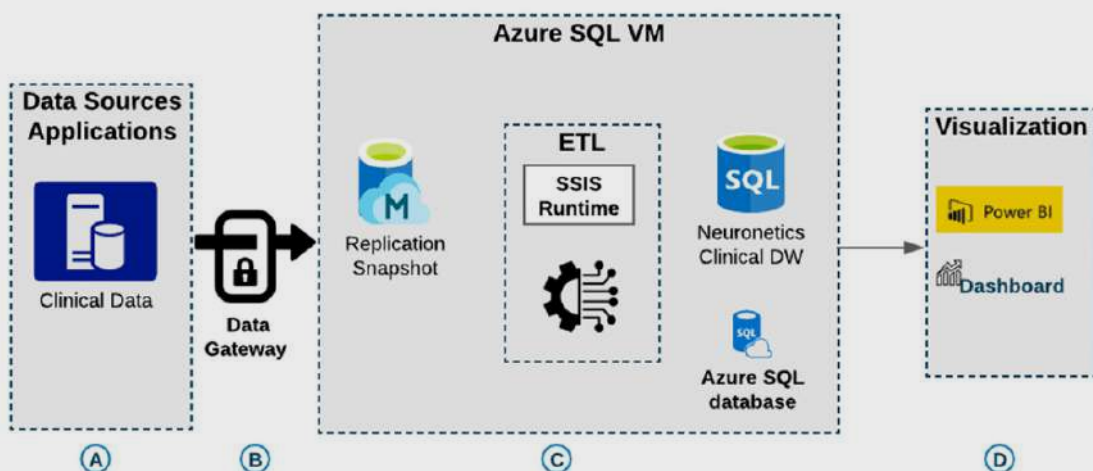 Azure SQL VM
Data Sources
Applications
Clinical Data
Data
Gateway
M
Replication
Snapshot
ETL
SSIS
Runtime
SQL
Neuronetics
Clinical DW
SQL
Azure SQL
database
Visualization
Power BI
Dashboard
A
B
C
D